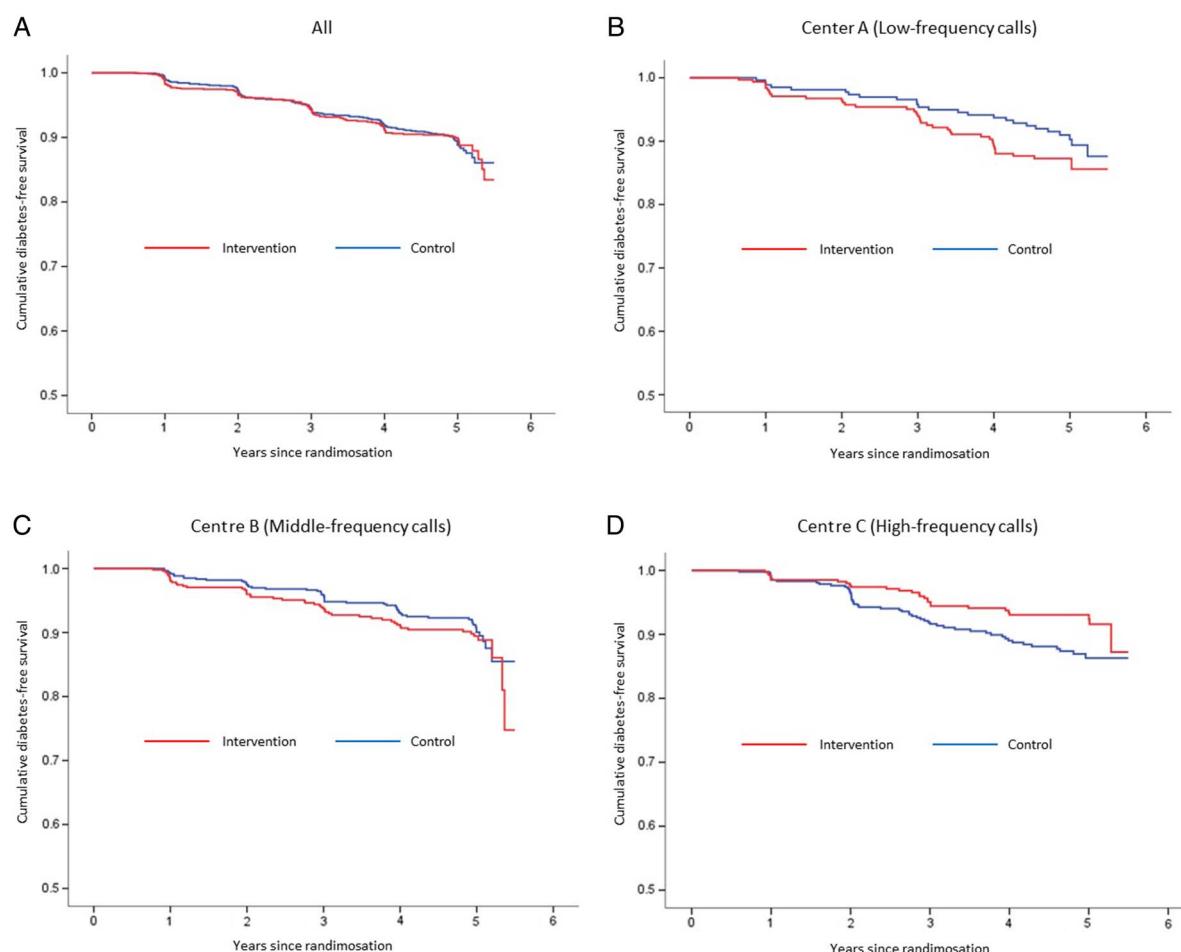 A
All
Cumulative diabetes-free survival
1.0
0.9
0.8
0.7
0.6
0.5
Intervention
Control
0 1 2 3 4 5 6
Years since randimosation
B
Center A (Low-frequency calls)
Cumulative diabetes-free survival
1.0
0.9
0.8
0.7
0.6
0.5
Intervention
Control
0 1 2 3 4 5 6
Years since randimosation
C
Centre B (Middle-frequency calls)
Cumulative diabetes-free survival
1.0
0.9
0.8
0.7
0.6
0.5
Intervention
Control
0 1 2 3 4 5 6
Years since randimosation
D
Centre C (High-frequency calls)
Cumulative diabetes-free survival
1.0
0.9
0.8
0.7
0.6
0.5
Intervention
Control
0 1 2 3 4 5 6
Years since randimosation